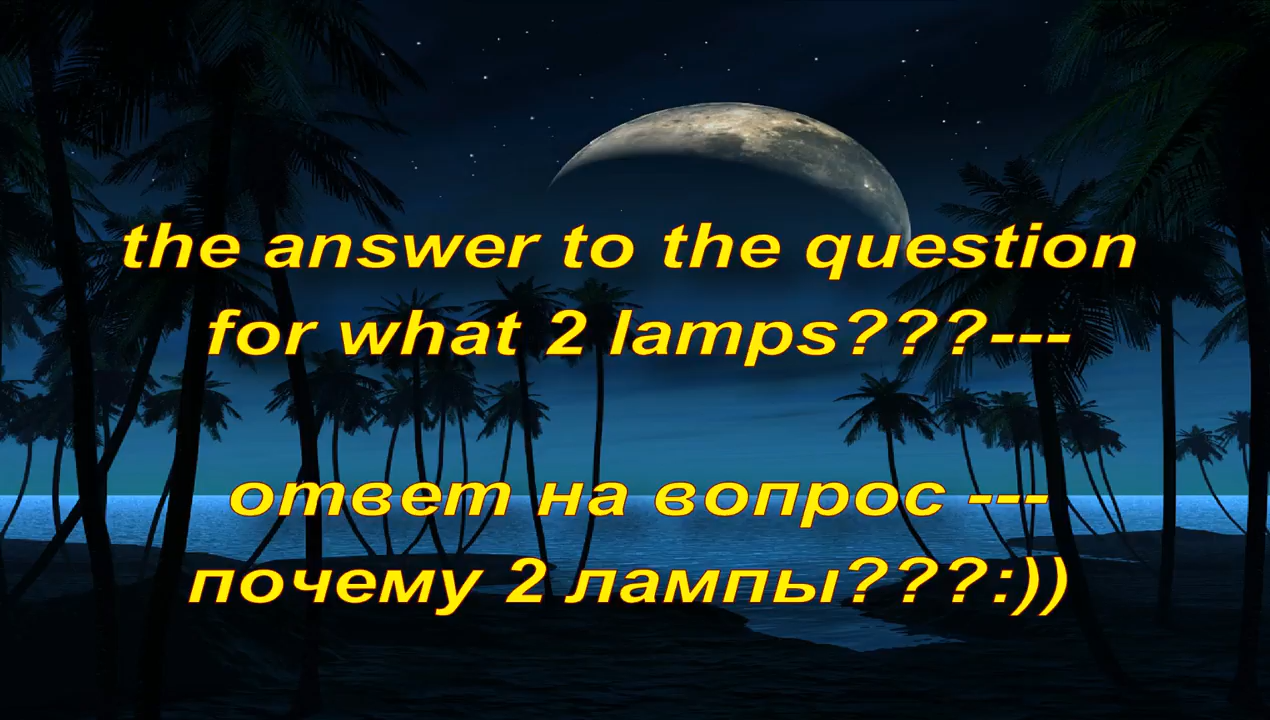 the answer to the question
for what 2 lamps???---
ответ на вопрос ---
почему 2 лампы???:))